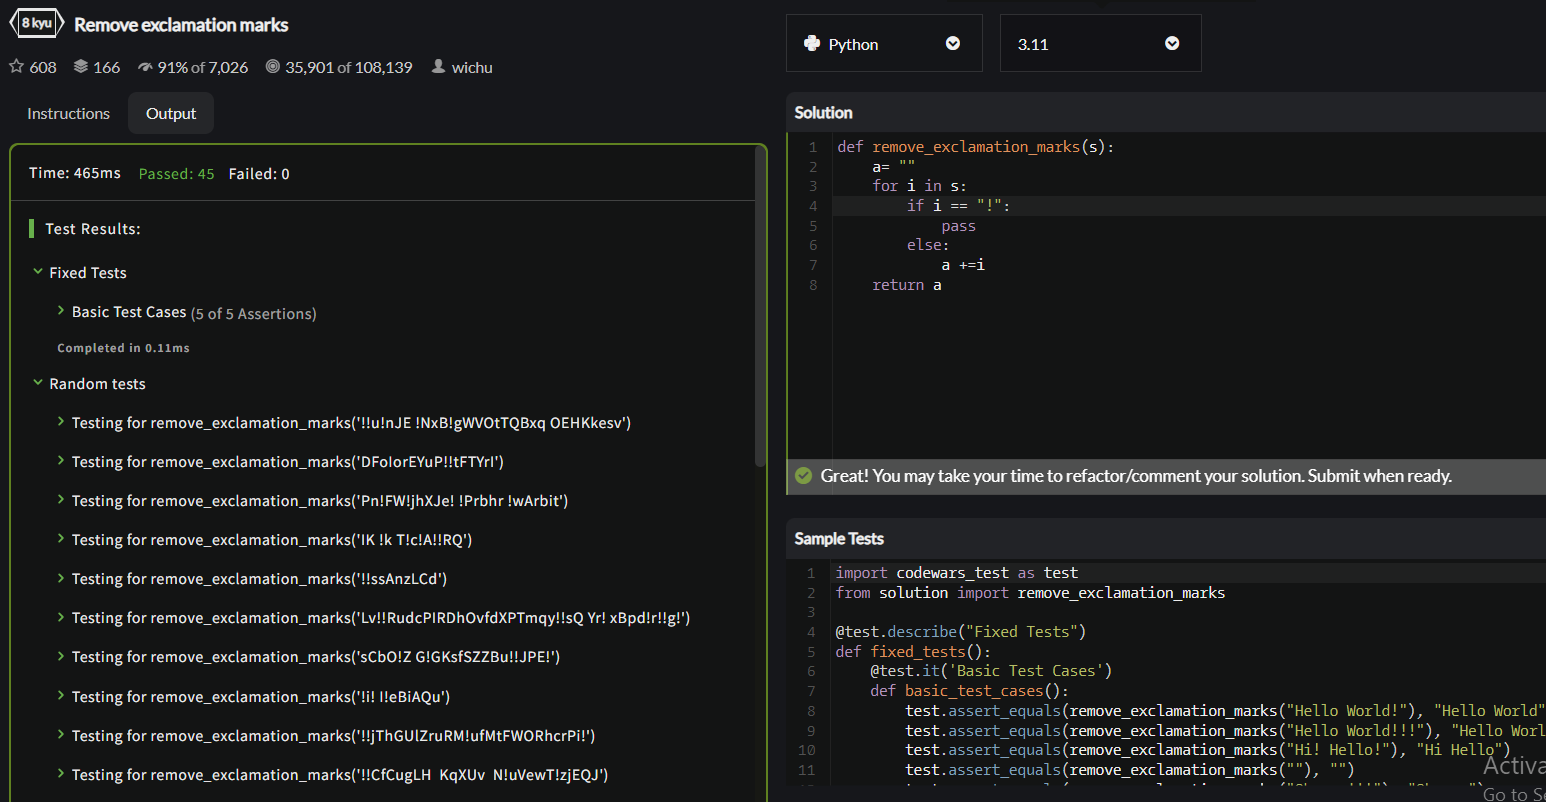 8 kyu Remove exclamation marks
608 166 91% of 7,026 35,901 of 108,139 wichu
Instructions Output
Time: 465ms Passed: 45 Failed: 0
Test Results:
Fixed Tests
Basic Test Cases (5 of 5 Assertions)
Completed in 0.11ms
Random tests
Testing for remove_exclamation_marks('!!u!nJE !NxB!gWVOtTQBxq OEHKkesv')
Testing for remove_exclamation_marks('DFoIorEYuP!!tFTYrI')
Testing for remove_exclamation_marks('Pn!FW!jhXJe! !Prbhr !wArbit')
Testing for remove_exclamation_marks('IK !k T!c!A!!RQ')
Testing for remove_exclamation_marks('!!ssAnzLCd')
Testing for remove_exclamation_marks('Lv!!RudcPIRDhOvfdXPTmqy!!sQ Yr! xBpd!r!!g!')
Testing for remove_exclamation_marks('sCbO!Z G!GKsfSZZBu!!JPE!')
Testing for remove_exclamation_marks('!i! !!eBiAQu')
Testing for remove_exclamation_marks('!!jThGUlZruRM!ufMtFWORhcrPi!')
Testing for remove_exclamation_marks('!!CfCugLH  KqXUv  N!uVewT!zjEQJ')
Python 3.11
Solution
1 def remove_exclamation_marks(s):
2     a= ""
3     for i in s:
4         if i == "!":
5             pass
6         else:
7             a +=i
8     return a
Great! You may take your time to refactor/comment your solution. Submit when ready.
Sample Tests
1 import codewars_test as test
2 from solution import remove_exclamation_marks
3
4 @test.describe("Fixed Tests")
5 def fixed_tests():
6     @test.it('Basic Test Cases')
7     def basic_test_cases():
8         test.assert_equals(remove_exclamation_marks("Hello World!"), "Hello World"
9         test.assert_equals(remove_exclamation_marks("Hello World!!!"), "Hello Worl
10         test.assert_equals(remove_exclamation_marks("Hi! Hello!"), "Hi Hello")
11         test.assert_equals(remove_exclamation_marks(""), "")
Activa
Go to Se